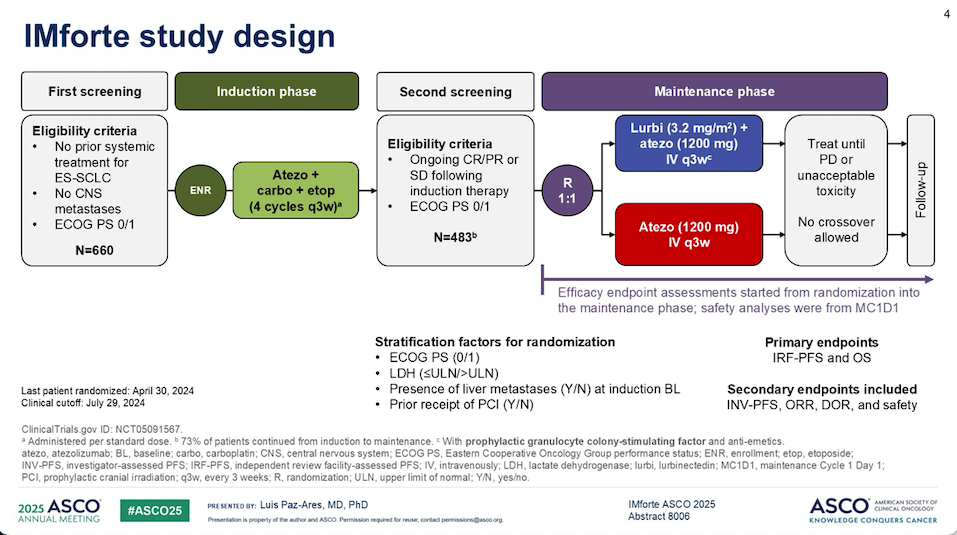 4
IMforte study design
First screening
Induction phase
Second screening
Maintenance phase
Eligibility criteria
• No prior systemic
treatment for
ES-SCLC
• No CNS
metastases
• ECOG PS 0/1
N=660
ENR
Atezo +
carbo + etop
(4 cycles q3w)ᵃ
Eligibility criteria
• Ongoing CR/PR or
SD following
induction therapy
• ECOG PS 0/1
N=483ᵇ
R
1:1
Lurbi (3.2 mg/m²) +
atezo (1200 mg)
IV q3wᶜ
Atezo (1200 mg)
IV q3w
Treat until
PD or
unacceptable
toxicity
No crossover
allowed
Follow-up
Efficacy endpoint assessments started from randomization into
the maintenance phase; safety analyses were from MC1D1
Stratification factors for randomization
• ECOG PS (0/1)
• LDH (≤ULN/>ULN)
• Presence of liver metastases (Y/N) at induction BL
• Prior receipt of PCI (Y/N)
Primary endpoints
IRF-PFS and OS
Secondary endpoints included
INV-PFS, ORR, DOR, and safety
Last patient randomized: April 30, 2024
Clinical cutoff: July 29, 2024
ClinicalTrials.gov ID: NCT05091567.
ᵃ Administered per standard dose. ᵇ 73% of patients continued from induction to maintenance. ᶜ With prophylactic granulocyte colony-stimulating factor and anti-emetics.
atezo, atezolizumab; BL, baseline; carbo, carboplatin; CNS, central nervous system; ECOG PS, Eastern Cooperative Oncology Group performance status; ENR, enrollment; etop, etoposide;
INV-PFS, investigator-assessed PFS; IRF-PFS, independent review facility-assessed PFS; IV, intravenously; LDH, lactate dehydrogenase; lurbi, lurbinectedin; MC1D1, maintenance Cycle 1 Day 1;
PCI, prophylactic cranial irradiation; q3w, every 3 weeks; R, randomization; ULN, upper limit of normal; Y/N, yes/no.
2025 ASCO®
ANNUAL MEETING
#ASCO25
PRESENTED BY: Luis Paz-Ares, MD, PhD
Presentation is property of the author and ASCO. Permission required for reuse; contact permissions@asco.org.
IMforte ASCO 2025
Abstract 8006
ASCO® AMERICAN SOCIETY OF
CLINICAL ONCOLOGY
KNOWLEDGE CONQUERS CANCER